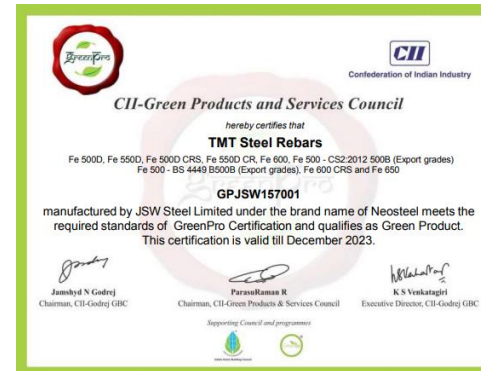 GreenPro
CII
Confederation of Indian Industry
CII-Green Products and Services Council
hereby certifies that
TMT Steel Rebars
Fe 500D, Fe 550D, Fe 500D CRS, Fe 550D CR, Fe 600, Fe 500 - CS2:2012 500B (Export grades)
Fe 500 - BS 4449 B500B (Export grades), Fe 600 CRS and Fe 650
GPJSW157001
manufactured by JSW Steel Limited under the brand name of Neosteel meets the
required standards of GreenPro Certification and qualifies as Green Product.
This certification is valid till December 2023.
Jamshyd N Godrej
Chairman, CII-Godrej GBC
ParasuRaman R
Chairman, CII-Green Products & Services Council
K S Venkatagiri
Executive Director, CII-Godrej GBC
Supporting Council and programmes